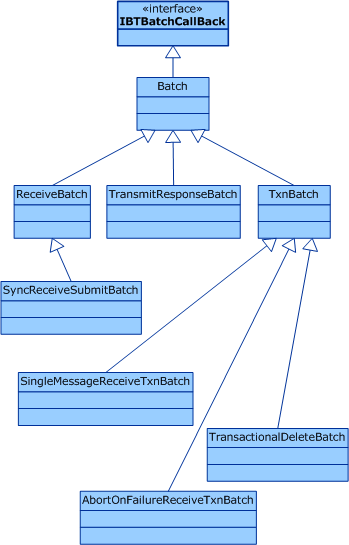 «interface»
IBTBatchCallBack
Batch
ReceiveBatch
TransmitResponseBatch
TxnBatch
SyncReceiveSubmitBatch
SingleMessageReceiveTxnBatch
TransactionalDeleteBatch
AbortOnFailureReceiveTxnBatch